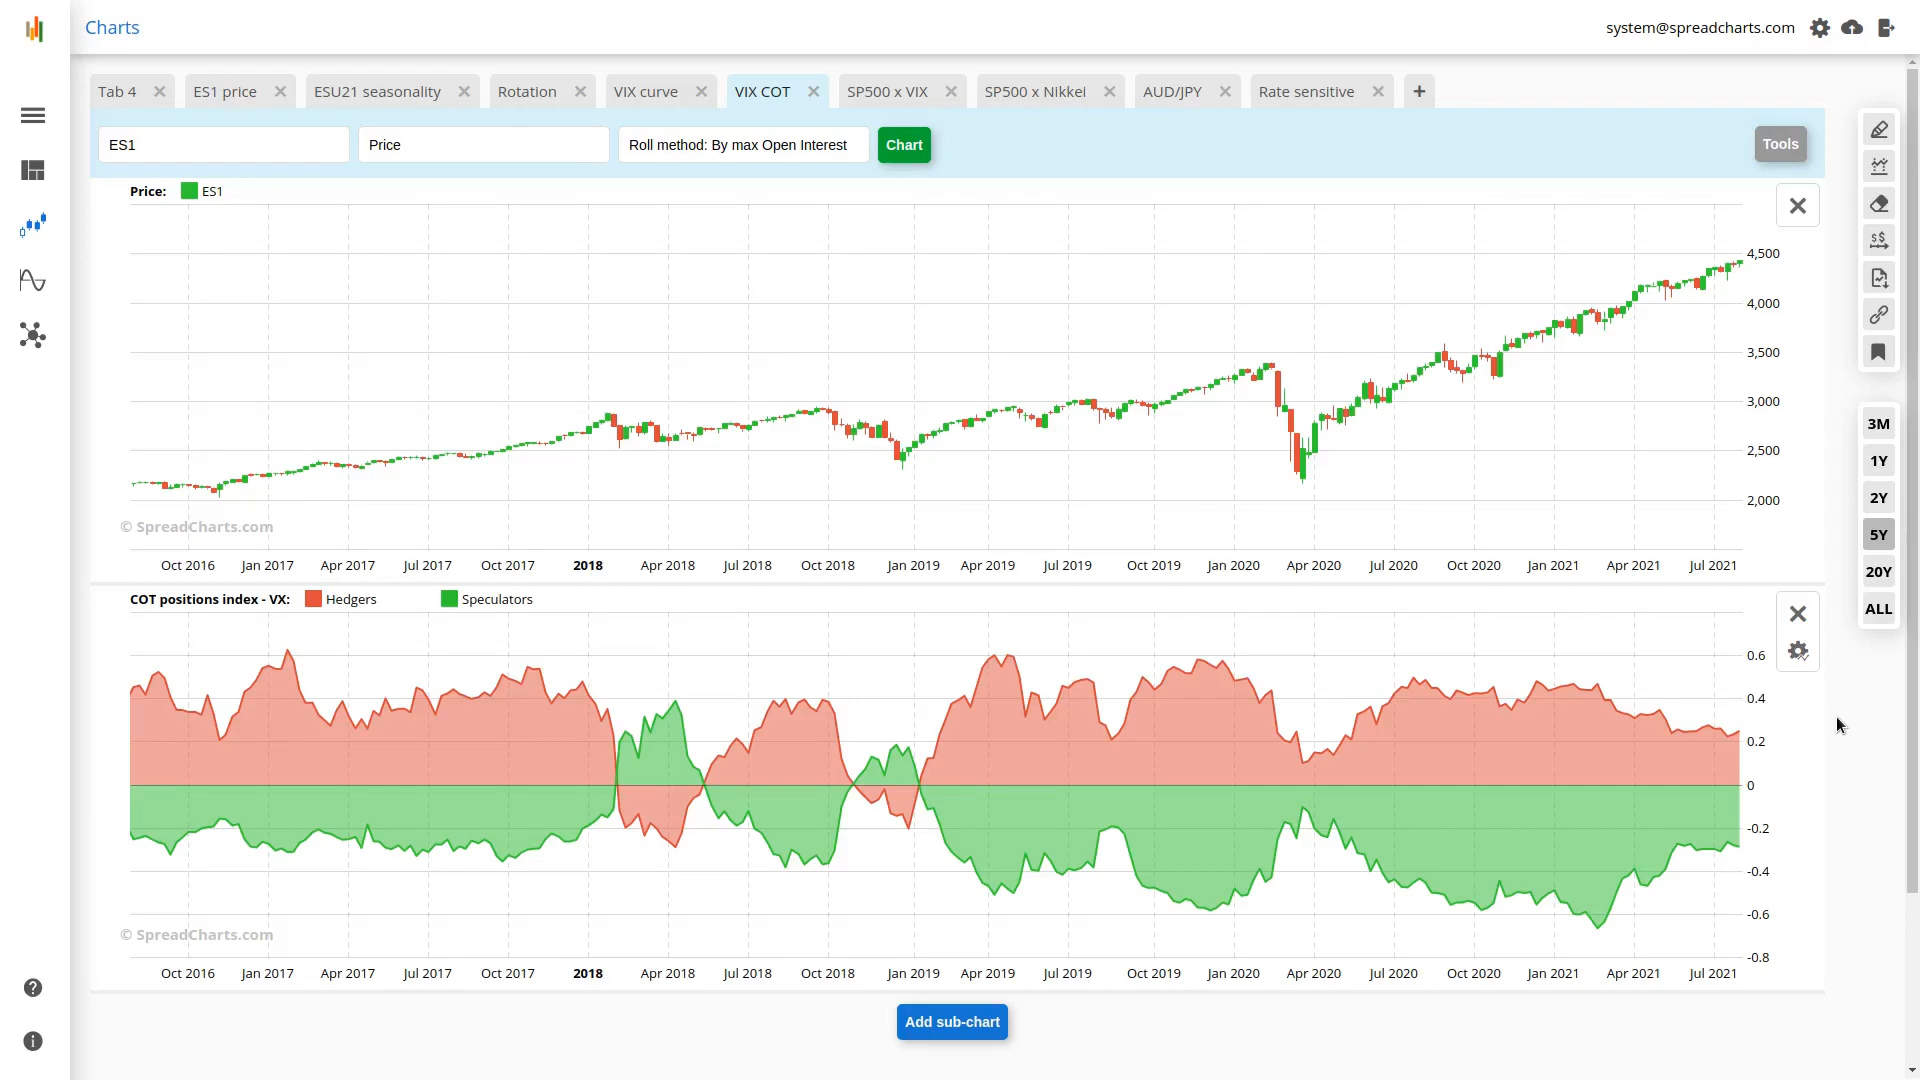 Charts
system@spreadcharts.com
Tab 4
ES1 price
ESU21 seasonality
Rotation
VIX curve
VIX COT
SP500 x VIX
SP500 x Nikkei
AUD/JPY
Rate sensitive
+
ES1
Price
Roll method: By max Open Interest
Chart
Tools
Price: ES1
4,500
4,000
3,500
3,000
2,500
2,000
© SpreadCharts.com
Oct 2016 Jan 2017 Apr 2017 Jul 2017 Oct 2017 2018 Apr 2018 Jul 2018 Oct 2018 Jan 2019 Apr 2019 Jul 2019 Oct 2019 Jan 2020 Apr 2020 Jul 2020 Oct 2020 Jan 2021 Apr 2021 Jul 2021
COT positions index - VX: Hedgers Speculators
0.6
0.4
0.2
0
-0.2
-0.4
-0.6
-0.8
© SpreadCharts.com
Oct 2016 Jan 2017 Apr 2017 Jul 2017 Oct 2017 2018 Apr 2018 Jul 2018 Oct 2018 Jan 2019 Apr 2019 Jul 2019 Oct 2019 Jan 2020 Apr 2020 Jul 2020 Oct 2020 Jan 2021 Apr 2021 Jul 2021
Add sub-chart
$$
3M
1Y
2Y
5Y
20Y
ALL